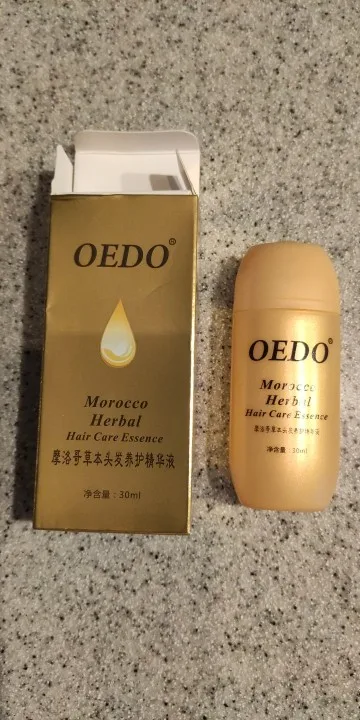 OEDO®
Morocco
Herbal
Hair Care Essence
摩洛哥草本头发养护精华液
净含量：30ml
OEDO®
Morocco
Herbal
Hair Care Essence
摩洛哥草本头发养护精华液
净含量：30ml